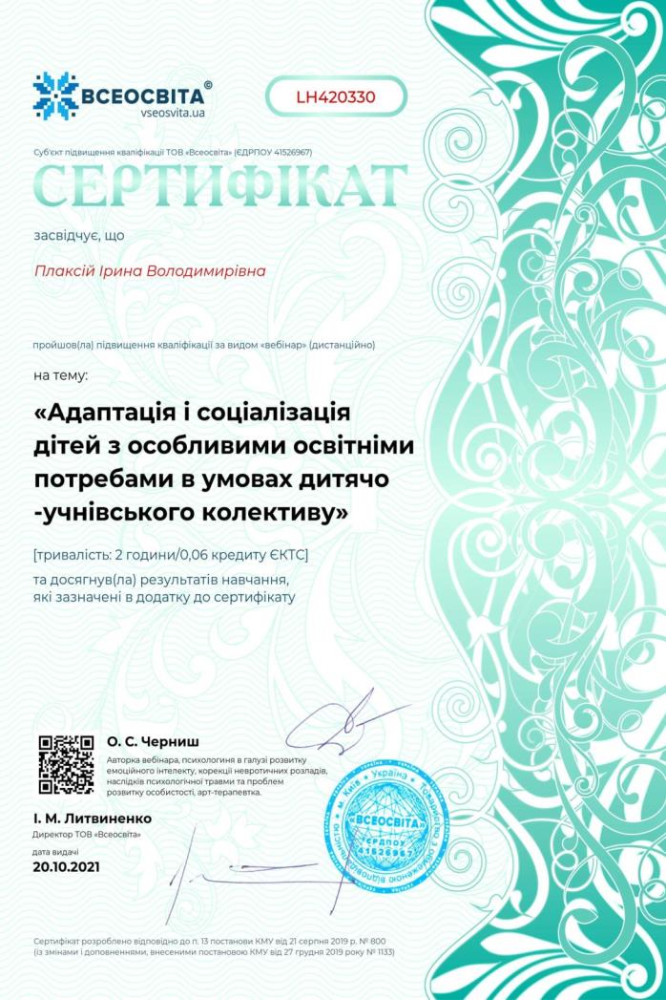 ВСЕОСВІТА©
vseosvita.ua
LH420330
Суб'єкт підвищення кваліфікації ТОВ «Всеосвіта» (ЄДРПОУ 41526967)
СЕРТИФІКАТ
засвідчує, що
Плаксій Ірина Володимирівна
пройшов(ла) підвищення кваліфікації за видом «вебінар» (дистанційно)
на тему:
«Адаптація і соціалізація
дітей з особливими освітніми
потребами в умовах дитячо
-учнівського колективу»
[тривалість: 2 години/0,06 кредиту ЄКТС]
та досягнув(ла) результатів навчання,
які зазначені в додатку до сертифікату
О. С. Черниш
Авторка вебінара, психологиня в галузі розвитку
емоційного інтелекту, корекції невротичних розладів,
наслідків психологічної травми та проблем
розвитку особистості, арт-терапевтка.
І. М. Литвиненко
Директор ТОВ «Всеосвіта»
дата видачі
20.10.2021
Україна • Товариство з обмеженою відповідальністю • м Київ •
«ВСЕОСВІТА»
ЄРДПОУ
41526967
Сертифікат розроблено відповідно до п. 13 постанови КМУ від 21 серпня 2019 р. № 800
(із змінами і доповненнями, внесеними постановою КМУ від 27 грудня 2019 року № 1133)